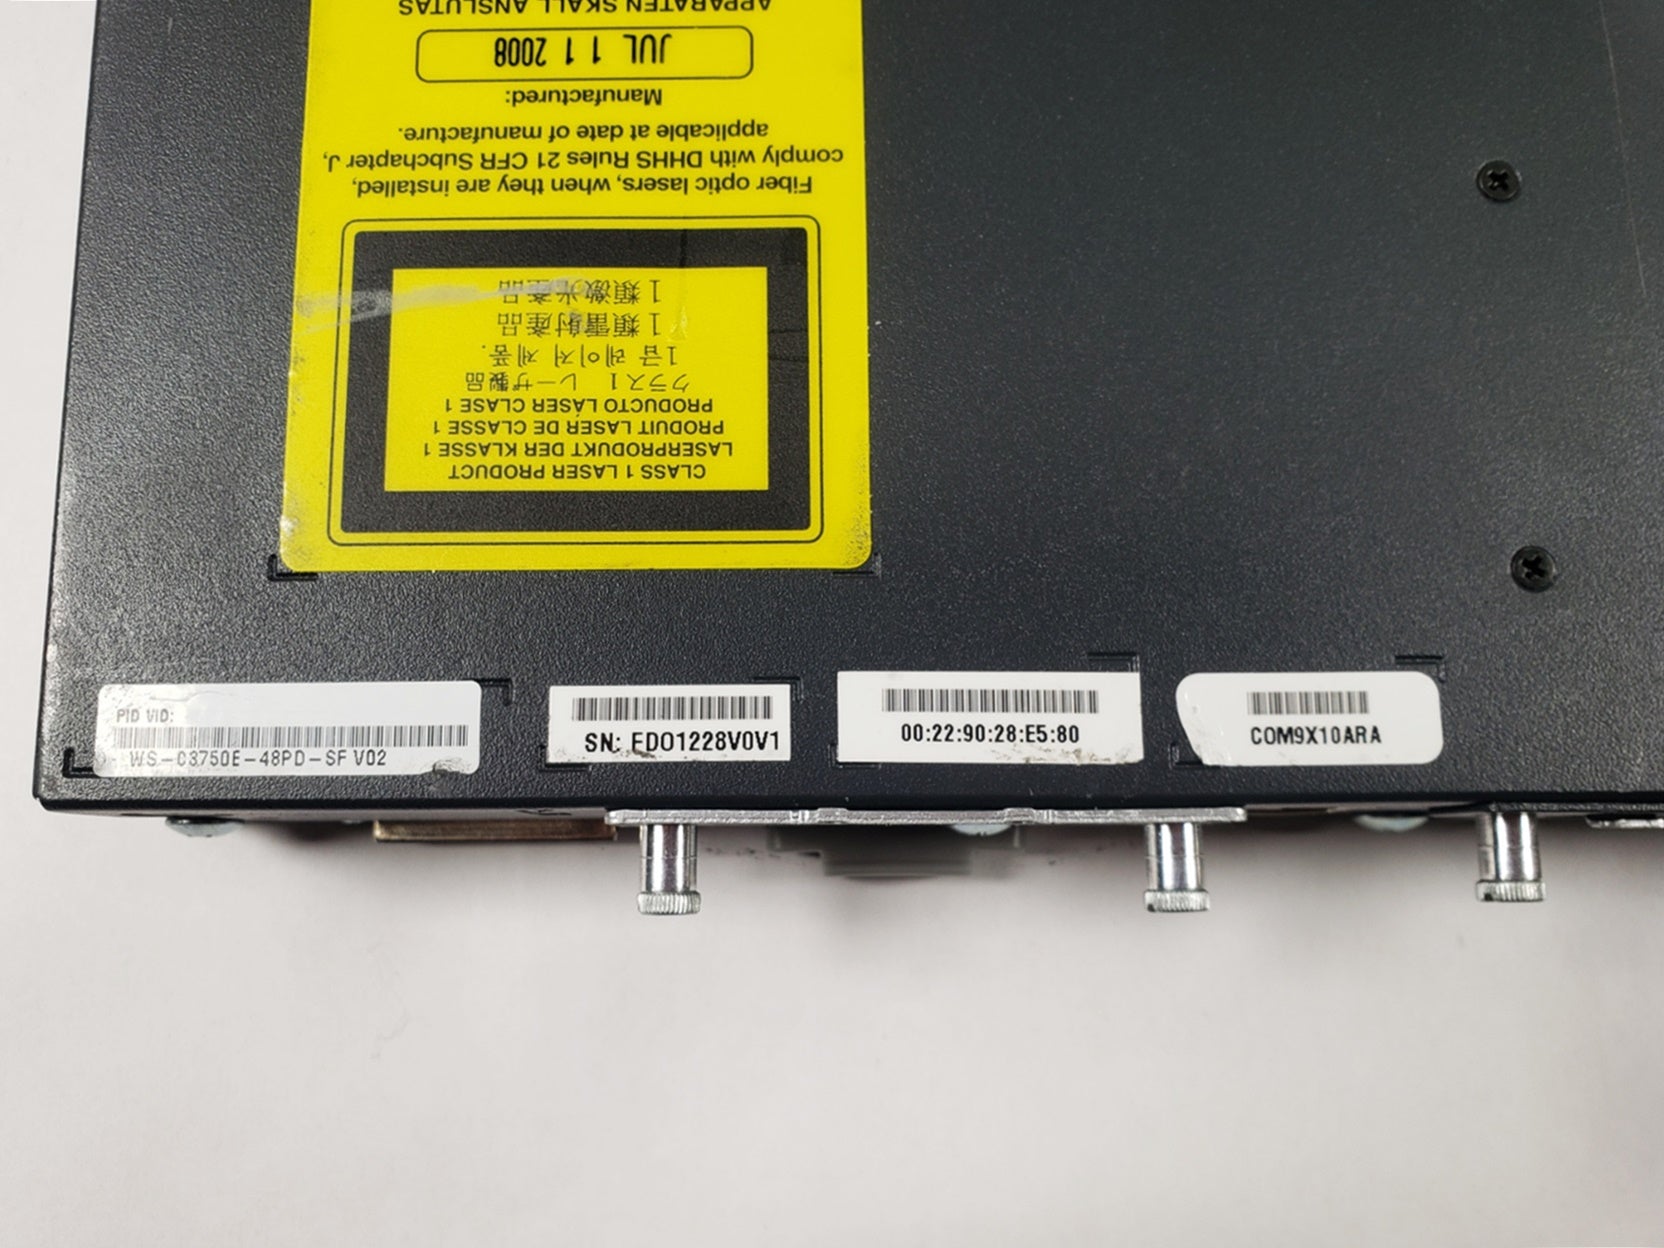 APPARATEN SKALL ANSLUTAS
JUL 11 2008
Manufactured:
applicable at date of manufacture.
comply with DHHS Rules 21 CFR Subchapter J,
Fiber optic lasers, when they are installed,
1 類激光產品
1 類雷射產品
1급 레이저 제품.
クラス1 レーザ製品
PRODUCTO LÁSER CLASE 1
PRODUIT LASER DE CLASSE 1
LASERPRODUKT DER KLASSE 1
CLASS 1 LASER PRODUCT
PID VID:
WS-C3750E-48PD-SF V02
SN: FDO1228V0V1
00:22:90:28:E5:80
COM9X10ARA